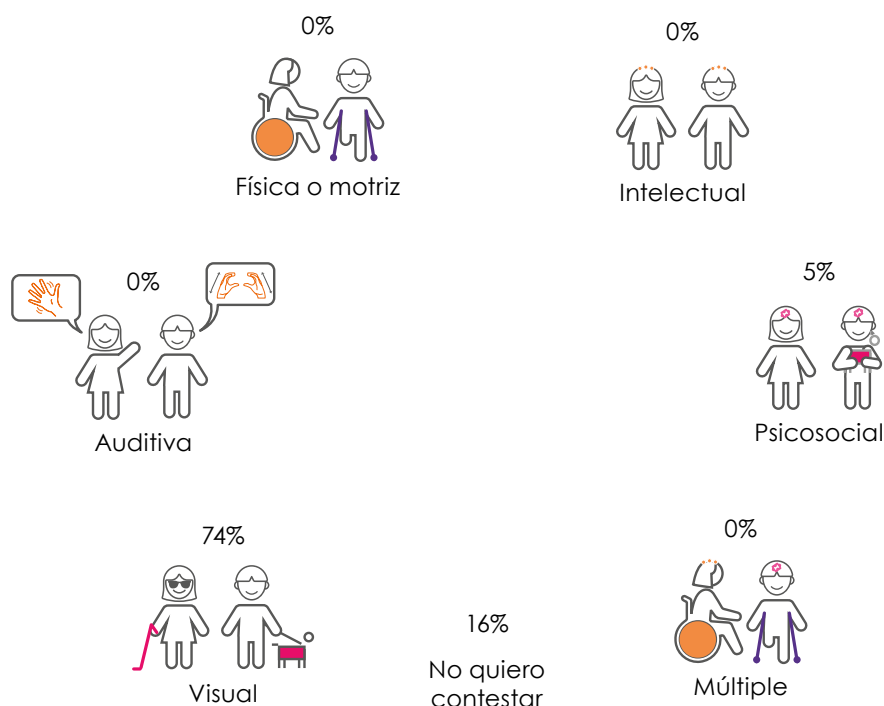 0%
Física o motriz
0%
Intelectual
0%
Auditiva
5%
Psicosocial
74%
Visual
16%
No quiero
contestar
0%
Múltiple